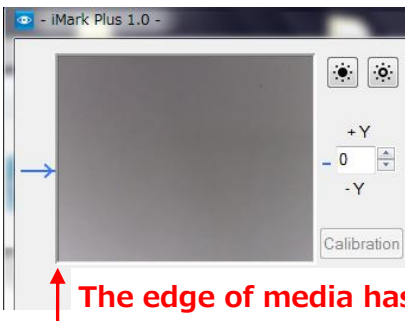 - iMark Plus 1.0 -
+ Y
0
- Y
Calibration
The edge of media has